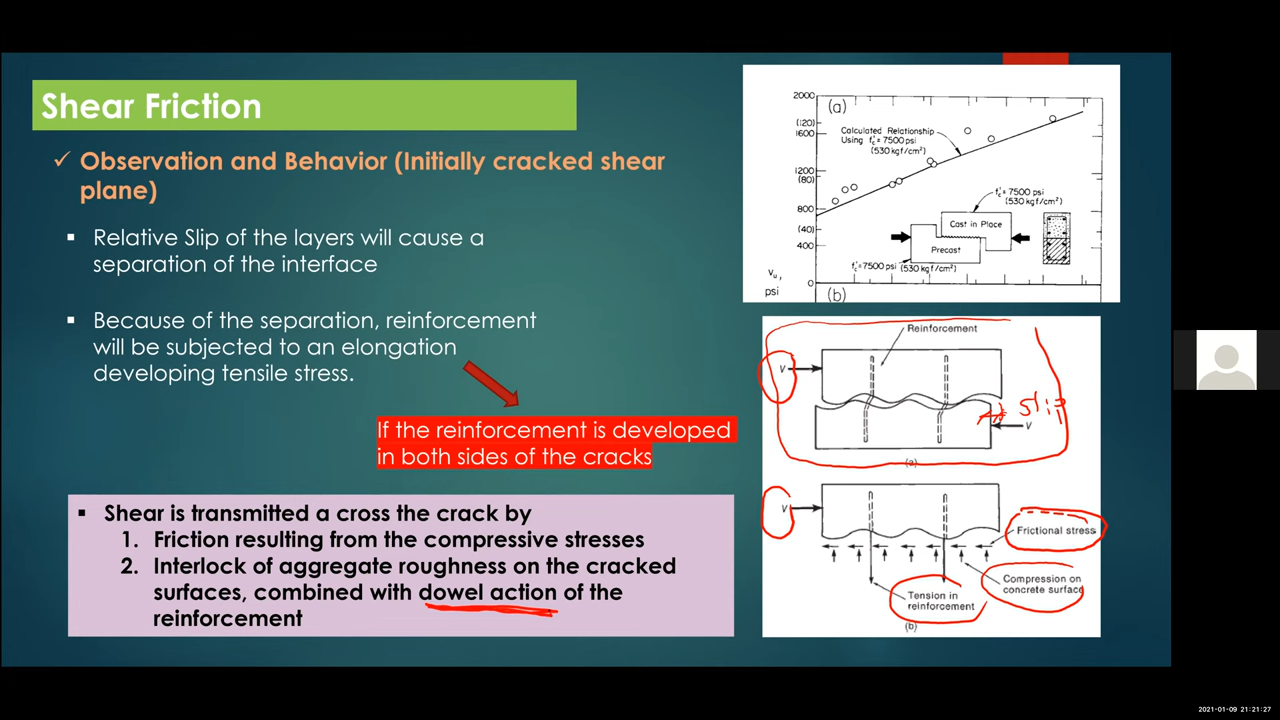 Shear Friction
✓ Observation and Behavior (Initially cracked shear
plane)
▪ Relative Slip of the layers will cause a
separation of the interface
▪ Because of the separation, reinforcement
will be subjected to an elongation
developing tensile stress.
If the reinforcement is developed
in both sides of the cracks
▪ Shear is transmitted a cross the crack by
1. Friction resulting from the compressive stresses
2. Interlock of aggregate roughness on the cracked
surfaces, combined with dowel action of the
reinforcement
2000
(a)
(120)
1600
Calculated Relationship
Using f'c = 7500 psi
(530 kgf/cm²)
1200
(80)
f'c = 7500 psi
(530 kgf/cm²)
800
Cast in Place
(40)
400
Precast
f'c = 7500 psi (530 kgf/cm²)
vu,
psi
0
(b)
Reinforcement
V
Slip
V
(a)
V
Frictional stress
Compression on
concrete surface
Tension in
reinforcement
(b)
2021-01-09 21:21:27